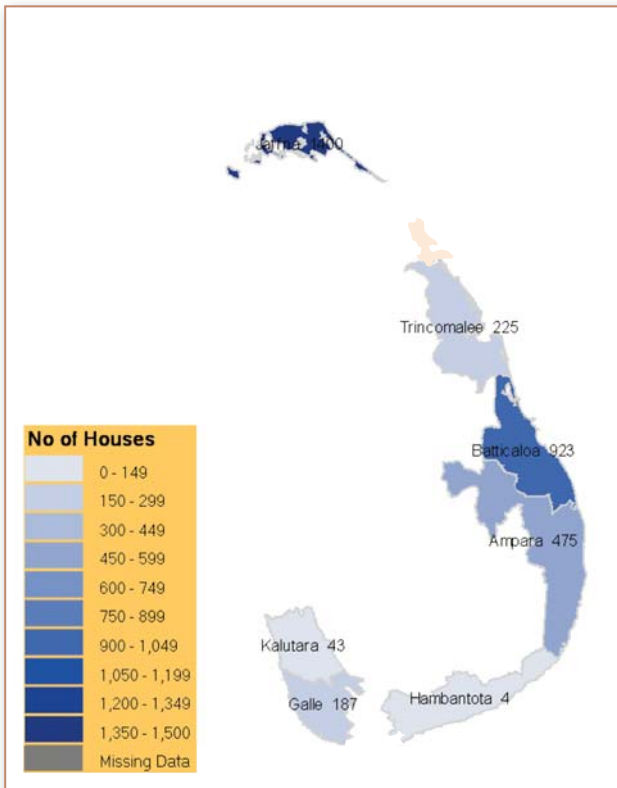 Jaffna 1400
Trincomalee 225
Batticaloa 923
Ampara 475
Kalutara 43
Galle 187
Hambantota 4
No of Houses
0 - 149
150 - 299
300 - 449
450 - 599
600 - 749
750 - 899
900 - 1,049
1,050 - 1,199
1,200 - 1,349
1,350 - 1,500
Missing Data